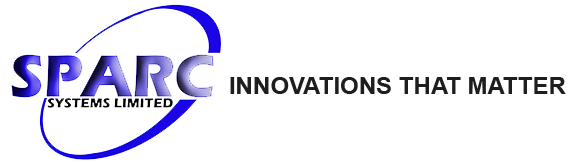 SPARC
SYSTEMS LIMITED
INNOVATIONS THAT MATTER